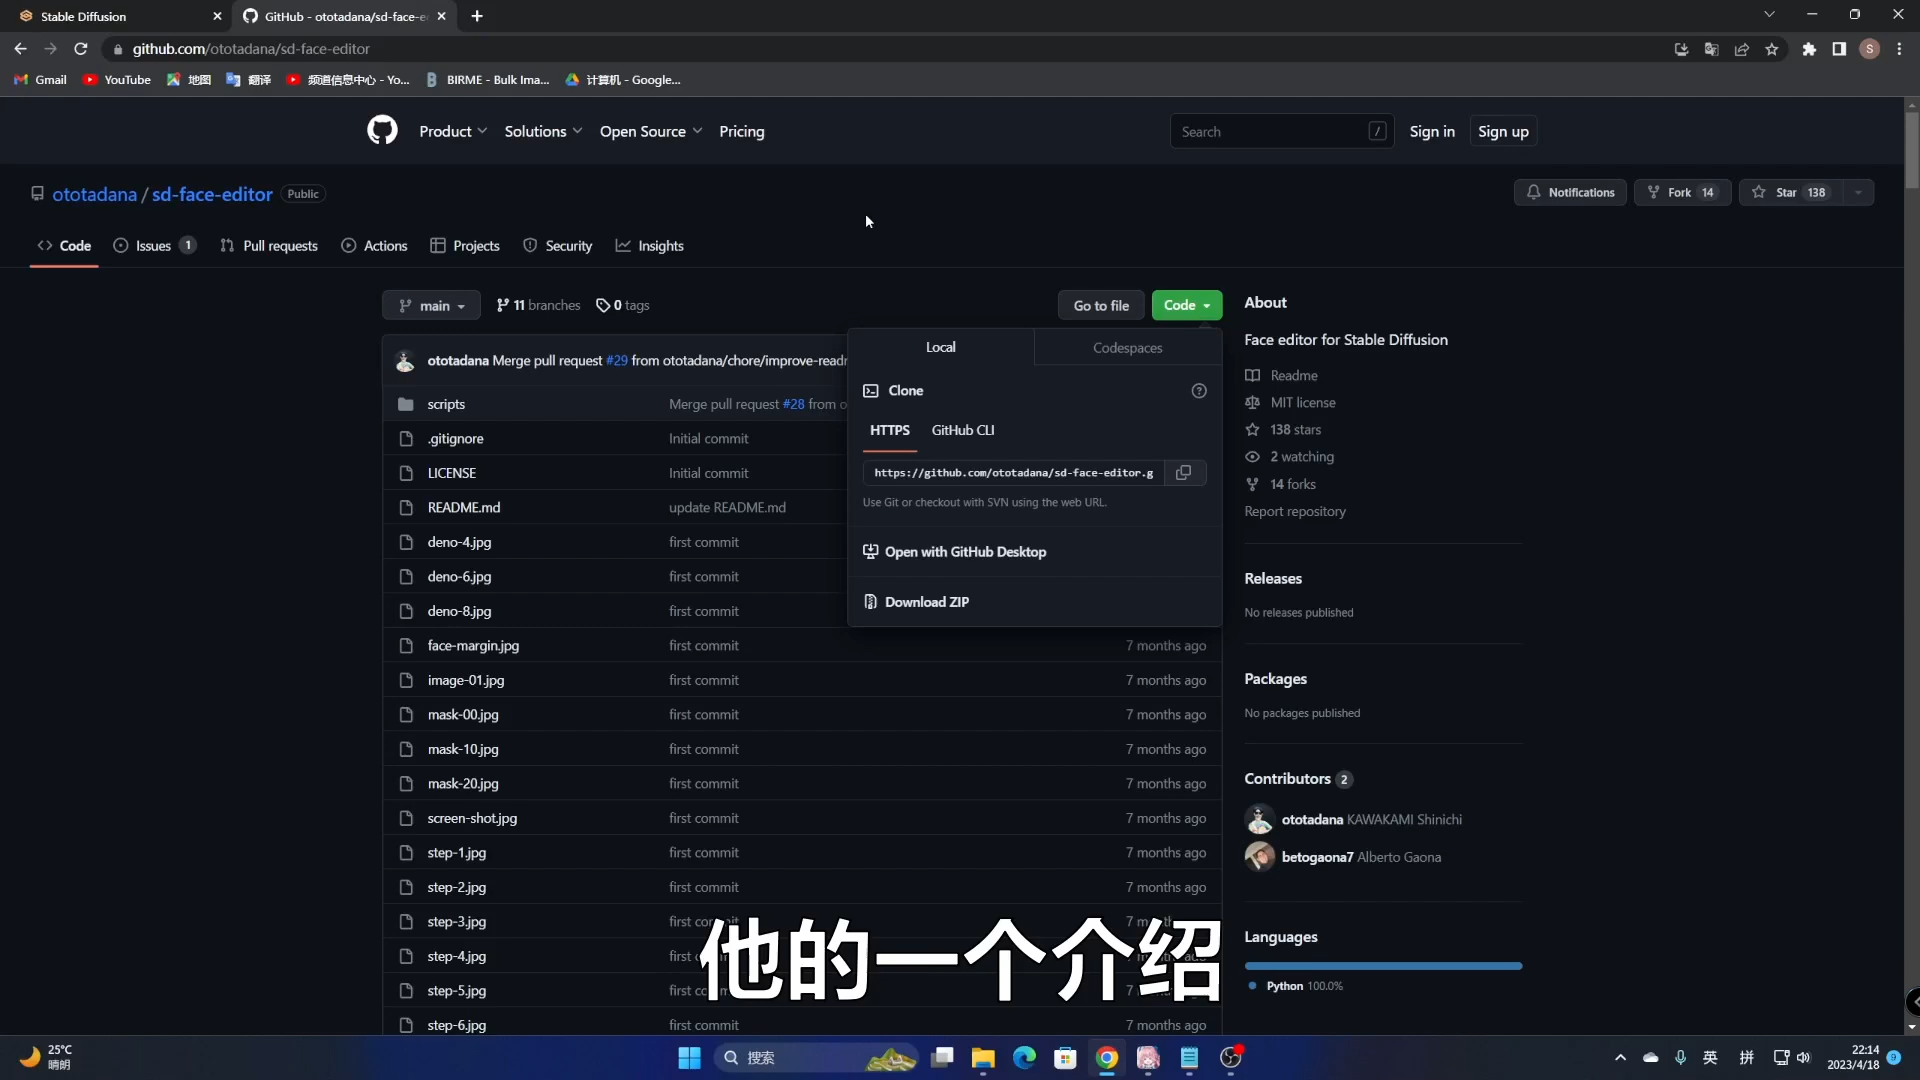 Stable Diffusion
GitHub - ototadana/sd-face-e
github.com/ototadana/sd-face-editor
S
Gmail
YouTube
地图
翻译
频道信息中心 - Yo...
BIRME - Bulk Ima...
计算机 - Google...
Product
Solutions
Open Source
Pricing
Search
/
Sign in
Sign up
ototadana / sd-face-editor
Public
Notifications
Fork 14
Star 138
Code
Issues 1
Pull requests
Actions
Projects
Security
Insights
main
11 branches
0 tags
Go to file
Code
ototadana Merge pull request #29 from ototadana/chore/improve-readm
scripts
Merge pull request #28 from o
.gitignore
Initial commit
LICENSE
Initial commit
README.md
update README.md
deno-4.jpg
first commit
deno-6.jpg
first commit
deno-8.jpg
first commit
face-margin.jpg
first commit
7 months ago
image-01.jpg
first commit
7 months ago
mask-00.jpg
first commit
7 months ago
mask-10.jpg
first commit
7 months ago
mask-20.jpg
first commit
7 months ago
screen-shot.jpg
first commit
7 months ago
step-1.jpg
first commit
7 months ago
step-2.jpg
first commit
7 months ago
step-3.jpg
step-4.jpg
step-5.jpg
step-6.jpg
first commit
7 months ago
Local
Codespaces
Clone
HTTPS
GitHub CLI
https://github.com/ototadana/sd-face-editor.g
Use Git or checkout with SVN using the web URL.
Open with GitHub Desktop
Download ZIP
About
Face editor for Stable Diffusion
Readme
MIT license
138 stars
2 watching
14 forks
Report repository
Releases
No releases published
Packages
No packages published
Contributors 2
ototadana KAWAKAMI Shinichi
betogaona7 Alberto Gaona
Languages
Python 100.0%
他的一个介绍
25°C
晴朗
搜索
英
拼
22:14
2023/4/18
9